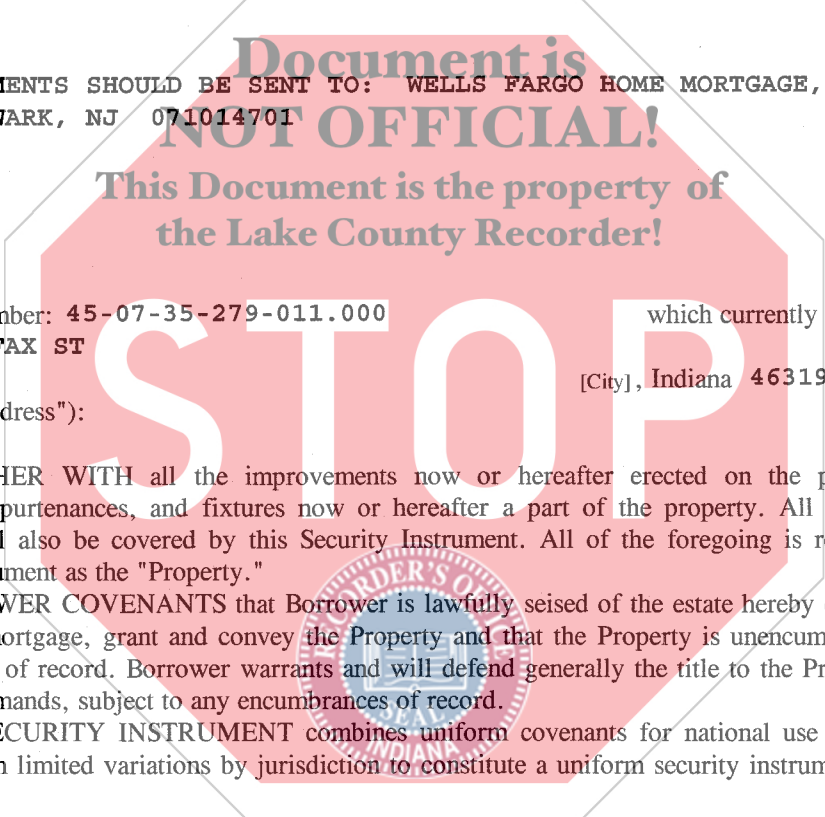 Document is
MENTS SHOULD BE SENT TO: WELLS FARGO HOME MORTGAGE,
NOT OFFICIAL!
ARK, NJ 071014701
This Document is the property of
the Lake County Recorder!
mber: 45-07-35-279-011.000 which currently
FAX ST
[City], Indiana 46319
dress"):
STOP
HER WITH all the improvements now or hereafter erected on the p
purtenances, and fixtures now or hereafter a part of the property. All
l also be covered by this Security Instrument. All of the foregoing is r
ument as the "Property."
WER COVENANTS that Borrower is lawfully seised of the estate hereby
ortgage, grant and convey the Property and that the Property is unencum
of record. Borrower warrants and will defend generally the title to the Pr
mands, subject to any encumbrances of record.
ECURITY INSTRUMENT combines uniform covenants for national use
n limited variations by jurisdiction to constitute a uniform security instrum
RECORDER'S OFFICE
SEAL
INDIANA